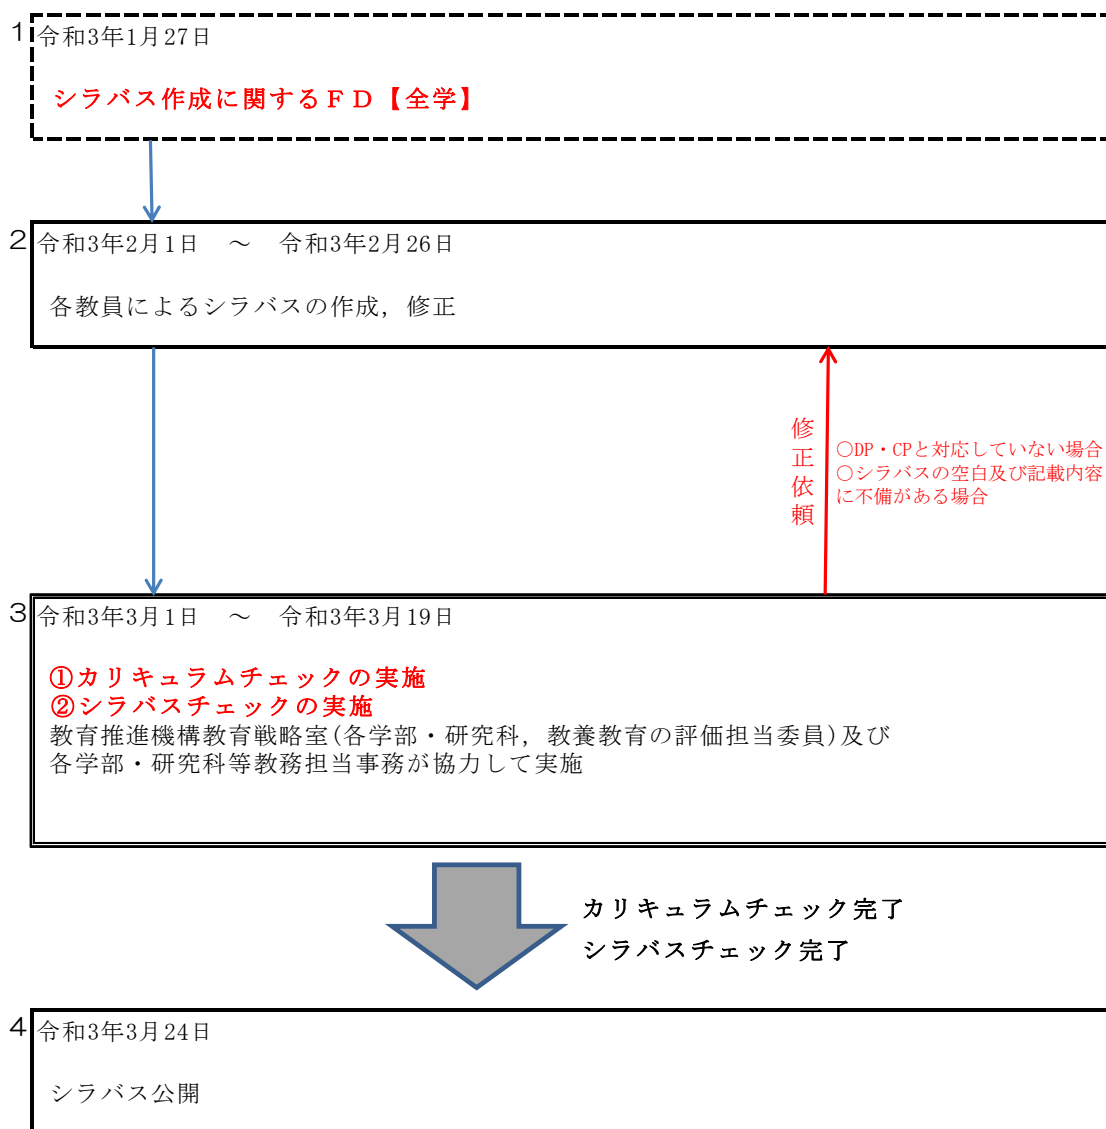 1
令和3年1月27日
シラバス作成に関するＦＤ【全学】
2
令和3年2月1日　～　令和3年2月26日
各教員によるシラバスの作成，修正
修正依頼
○DP・CPと対応していない場合
○シラバスの空白及び記載内容
に不備がある場合
3
令和3年3月1日　～　令和3年3月19日
①カリキュラムチェックの実施
②シラバスチェックの実施
教育推進機構教育戦略室(各学部・研究科，教養教育の評価担当委員)及び
各学部・研究科等教務担当事務が協力して実施
カリキュラムチェック完了
シラバスチェック完了
4
令和3年3月24日
シラバス公開